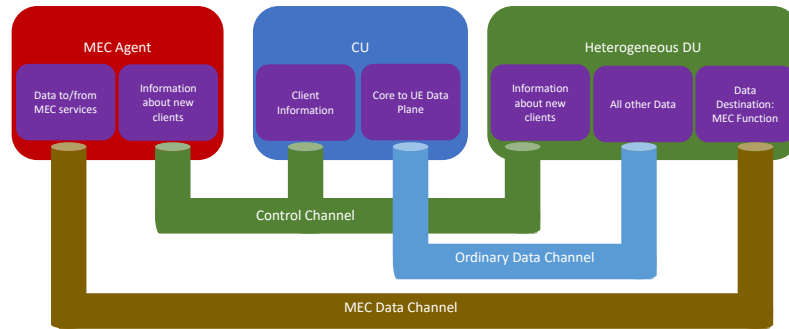 MEC Agent
CU
Heterogeneous DU
Data to/from
MEC services
Information
about new
clients
Client
Information
Core to UE Data
Plane
Information
about new
clients
All other Data
Data
Destination:
MEC Function
Control Channel
Ordinary Data Channel
MEC Data Channel